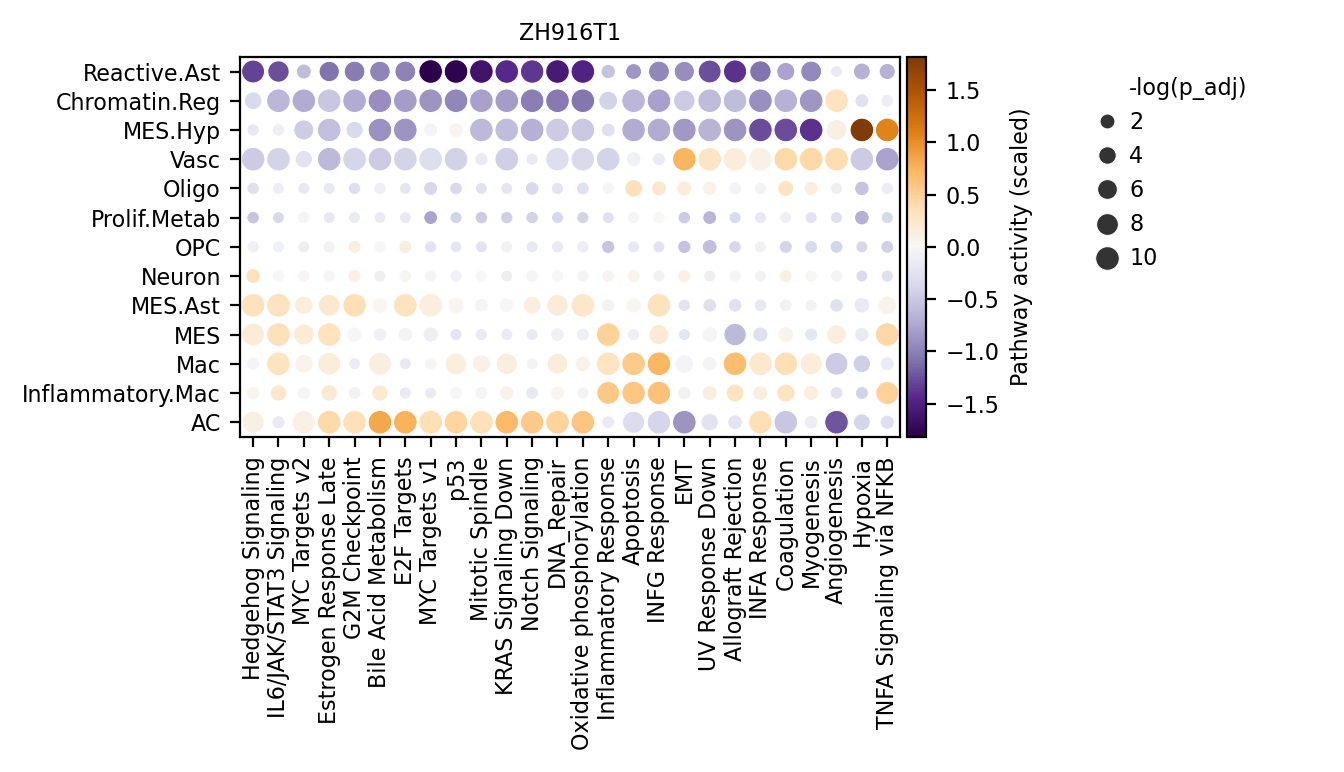 ZH916T1
Reactive.Ast
Chromatin.Reg
MES.Hyp
Vasc
Oligo
Prolif.Metab
OPC
Neuron
MES.Ast
MES
Mac
Inflammatory.Mac
AC
Hedgehog Signaling
IL6/JAK/STAT3 Signaling
MYC Targets v2
Estrogen Response Late
G2M Checkpoint
Bile Acid Metabolism
E2F Targets
MYC Targets v1
p53
Mitotic Spindle
KRAS Signaling Down
Notch Signaling
DNA_Repair
Oxidative phosphorylation
Inflammatory Response
Apoptosis
INFG Response
EMT
UV Response Down
Allograft Rejection
INFA Response
Coagulation
Myogenesis
Angiogenesis
Hypoxia
TNFA Signaling via NFKB
1.5
1.0
0.5
0.0
−0.5
−1.0
−1.5
Pathway activity (scaled)
-log(p_adj)
2
4
6
8
10